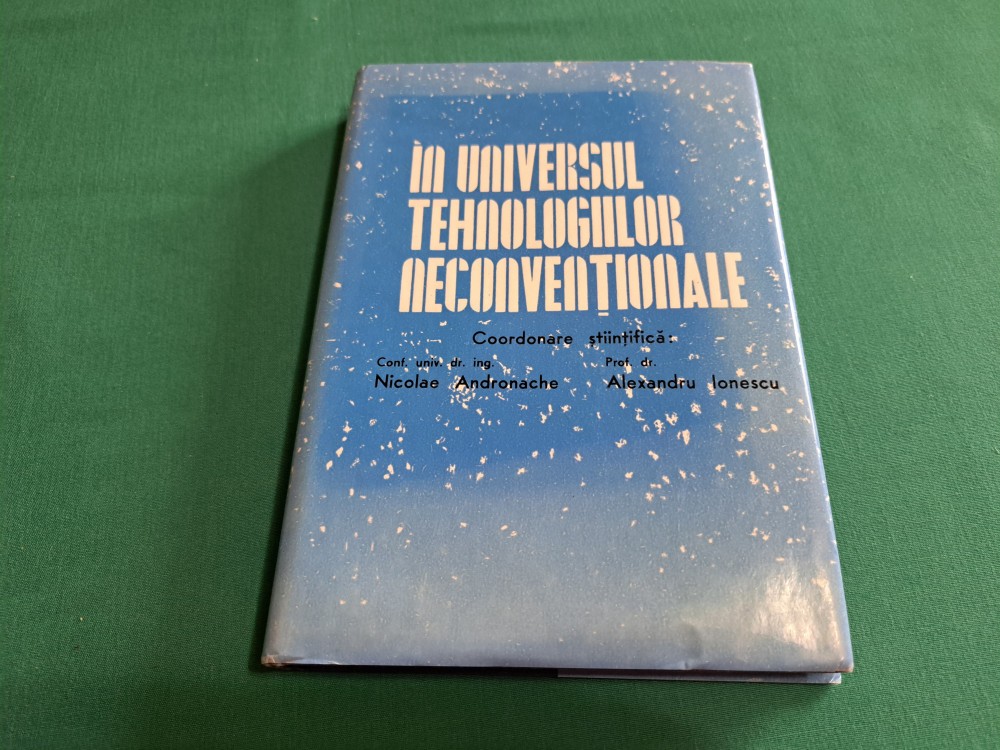 ÎN UNIVERSUL
TEHNOLOGIILOR
NECONVENȚIONALE
Coordonare științifică:
Conf. univ. dr. ing. Prof. dr.
Nicolae Andronache Alexandru Ionescu